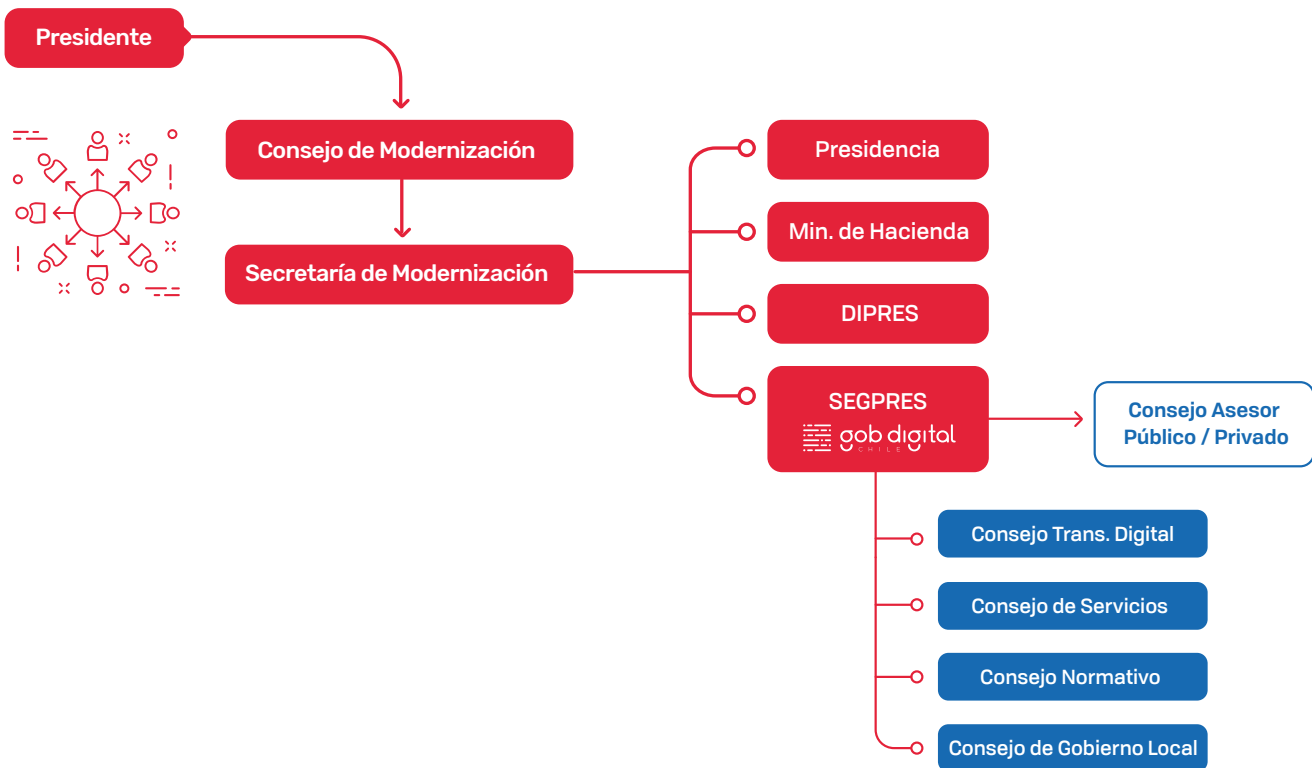 Presidente
Consejo de Modernización
Secretaría de Modernización
Presidencia
Min. de Hacienda
DIPRES
SEGPRES
gob digital
CHILE
Consejo Asesor
Público / Privado
Consejo Trans. Digital
Consejo de Servicios
Consejo Normativo
Consejo de Gobierno Local